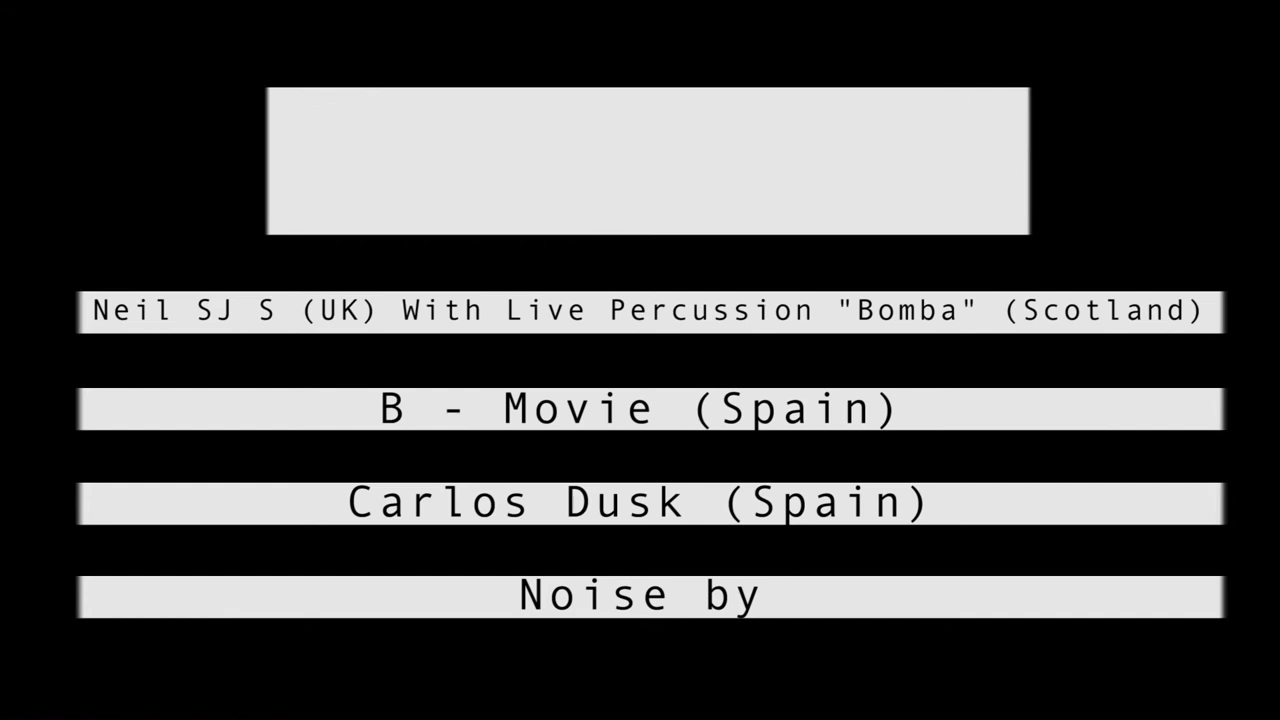 Neil SJ S (UK) With Live Percussion "Bomba" (Scotland)
B - Movie (Spain)
Carlos Dusk (Spain)
Noise by